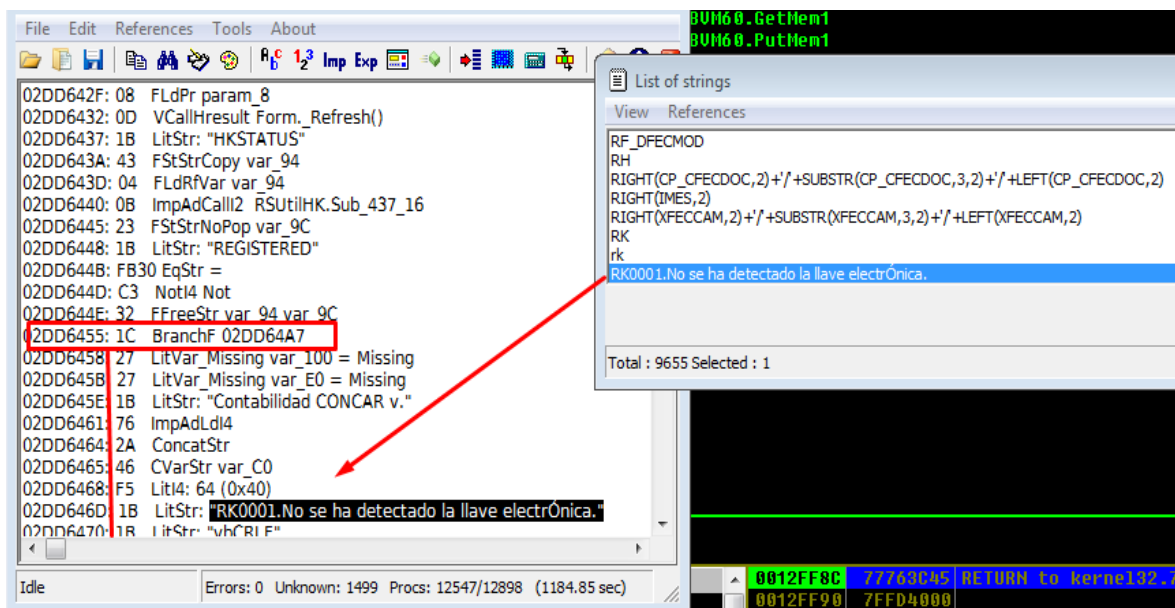 BVM60.GetMem1
BVM60.PutMem1
File Edit References Tools About
Imp Exp
02DD642F: 08 FLdPr param_8
02DD6432: 0D VCallHresult Form._Refresh()
02DD6437: 1B LitStr: "HKSTATUS"
02DD643A: 43 FStStrCopy var_94
02DD643D: 04 FLdRfVar var_94
02DD6440: 0B ImpAdCallI2 RSUtilHK.Sub_437_16
02DD6445: 23 FStStrNoPop var_9C
02DD6448: 1B LitStr: "REGISTERED"
02DD644B: FB30 EqStr =
02DD644D: C3 NotI4 Not
02DD644E: 32 FFreeStr var_94 var_9C
02DD6455: 1C BranchF 02DD64A7
02DD6458: 27 LitVar_Missing var_100 = Missing
02DD645B: 27 LitVar_Missing var_E0 = Missing
02DD645E: 1B LitStr: "Contabilidad CONCAR v."
02DD6461: 76 ImpAdLdI4
02DD6464: 2A ConcatStr
02DD6465: 46 CVarStr var_C0
02DD6468: F5 LitI4: 64 (0x40)
02DD646D: 1B LitStr: "RK0001.No se ha detectado la llave electrÓnica."
02DD6470: 1B LitStr: "vbCRLF"
Idle Errors: 0 Unknown: 1499 Procs: 12547/12898 (1184.85 sec)
List of strings
View References
RF_DFECMOD
RH
RIGHT(CP_CFECDOC,2)+'/'+SUBSTR(CP_CFECDOC,3,2)+'/'+LEFT(CP_CFECDOC,2)
RIGHT(IMES,2)
RIGHT(XFECCAM,2)+'/'+SUBSTR(XFECCAM,3,2)+'/'+LEFT(XFECCAM,2)
RK
rk
RK0001.No se ha detectado la llave electrÓnica.
Total : 9655 Selected : 1
0012FF8C 77763C45 RETURN to kernel32.7
0012FF90 7FFD4000